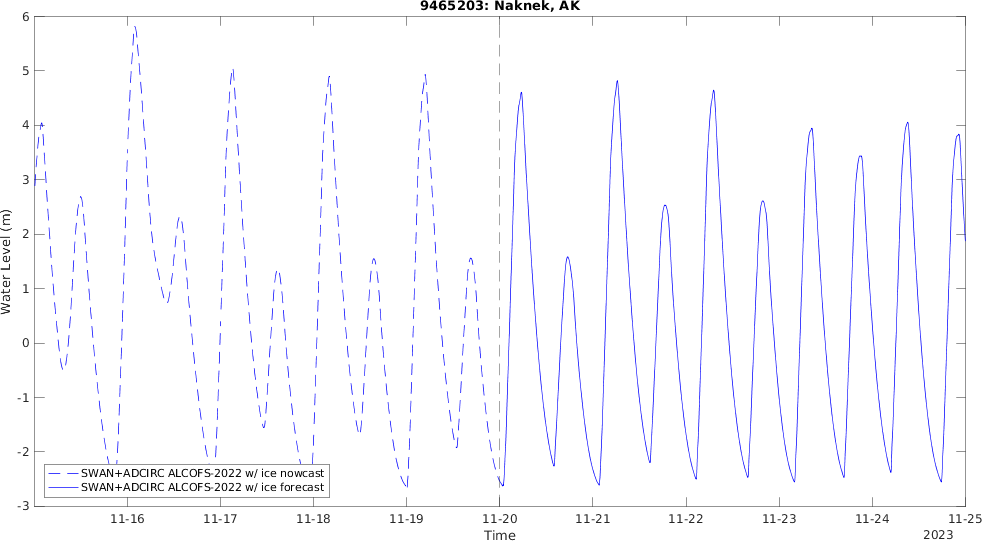 9465203: Naknek, AK
6
5
4
3
2
1
0
-1
-2
-3
Water Level (m)
SWAN+ADCIRC ALCOFS-2022 w/ ice nowcast
SWAN+ADCIRC ALCOFS-2022 w/ ice forecast
11-16 11-17 11-18 11-19 11-20 11-21 11-22 11-23 11-24 11-25
Time
2023